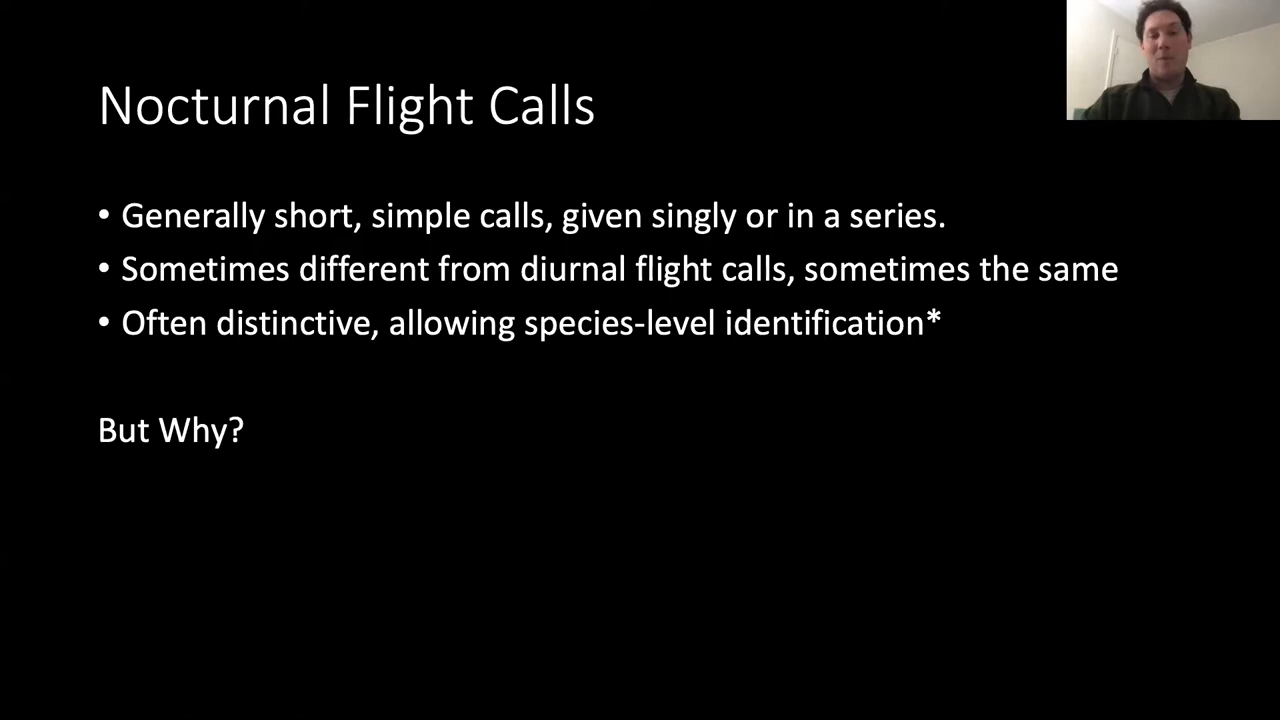 Nocturnal Flight Calls
• Generally short, simple calls, given singly or in a series.
• Sometimes different from diurnal flight calls, sometimes the same
• Often distinctive, allowing species-level identification*
But Why?